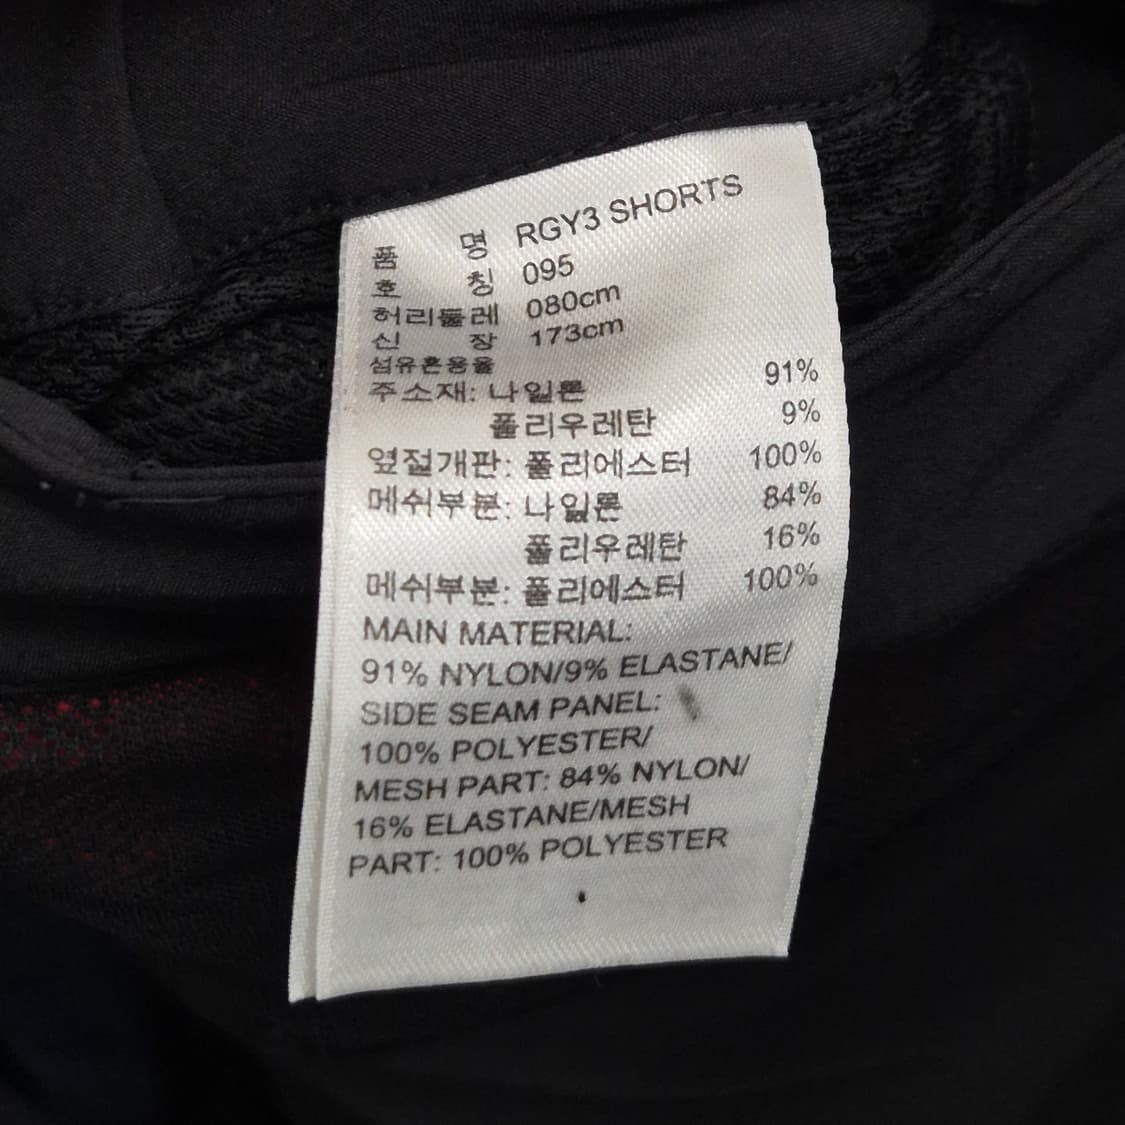 품 명 RGY3 SHORTS
호 칭 095
허리둘레 080cm
신 장 173cm
섬유혼용율
주소재: 나일론 91%
폴리우레탄 9%
옆절개판: 폴리에스터 100%
메쉬부분: 나일론 84%
폴리우레탄 16%
메쉬부분: 폴리에스터 100%
MAIN MATERIAL:
91% NYLON/9% ELASTANE/
SIDE SEAM PANEL:
100% POLYESTER/
MESH PART: 84% NYLON/
16% ELASTANE/MESH
PART: 100% POLYESTER